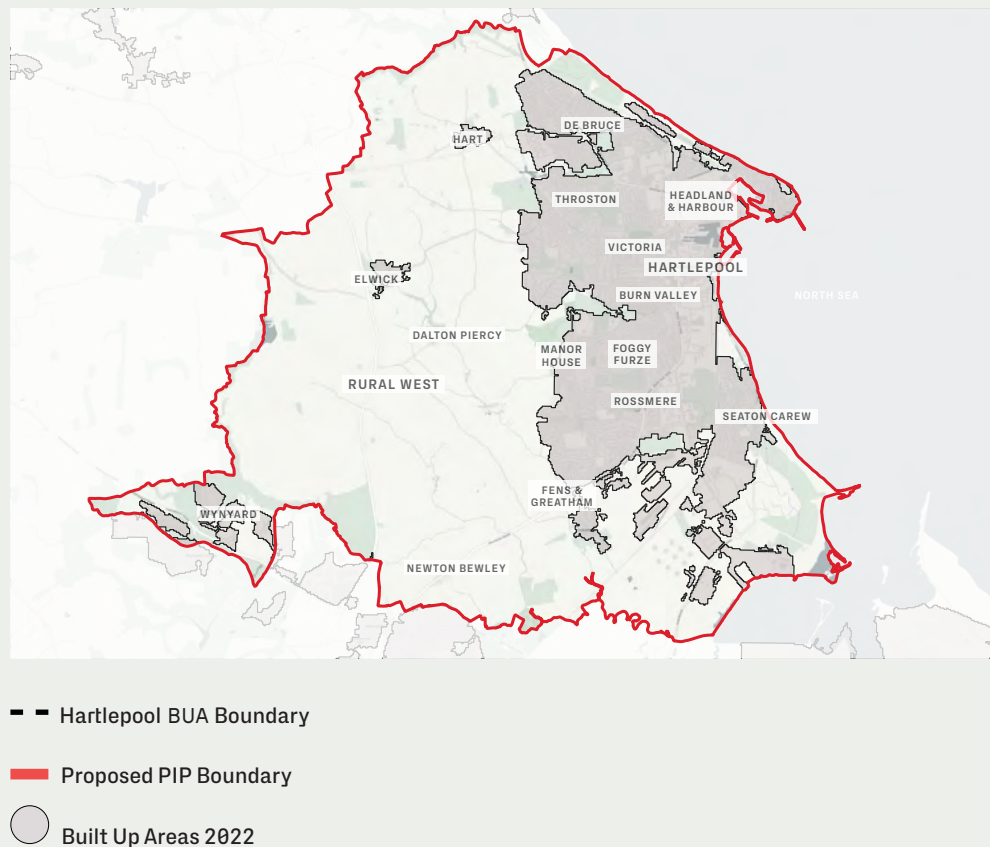 DE BRUCE
HART
THROSTON
HEADLAND
& HARBOUR
VICTORIA
HARTLEPOOL
ELWICK
BURN VALLEY
NORTH SEA
DALTON PIERCY
MANOR
HOUSE
FOGGY
FURZE
RURAL WEST
ROSSMERE
SEATON CAREW
FENS &
GREATHAM
WYNYARD
NEWTON BEWLEY
Hartlepool BUA Boundary
Proposed PIP Boundary
Built Up Areas 2022